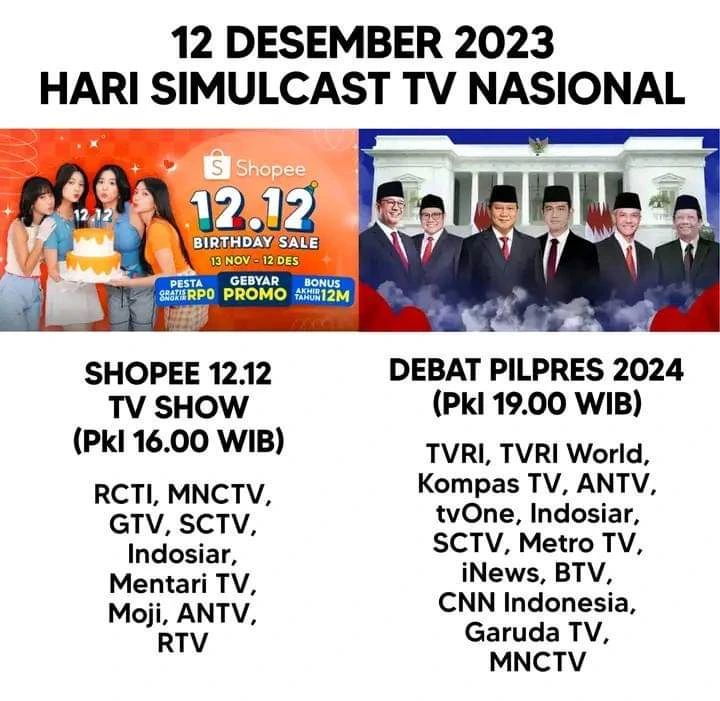 12 DESEMBER 2023
HARI SIMULCAST TV NASIONAL
S Shopee
12.12
BIRTHDAY SALE
13 NOV - 12 DES
PESTA
GRATIS
ONGKIR RP0
GEBYAR
PROMO
BONUS
AKHIR
TAHUN 12M
12 12
SHOPEE 12.12
TV SHOW
(Pkl 16.00 WIB)
RCTI, MNCTV,
GTV, SCTV,
Indosiar,
Mentari TV,
Moji, ANTV,
RTV
DEBAT PILPRES 2024
(Pkl 19.00 WIB)
TVRI, TVRI World,
Kompas TV, ANTV,
tvOne, Indosiar,
SCTV, Metro TV,
iNews, BTV,
CNN Indonesia,
Garuda TV,
MNCTV